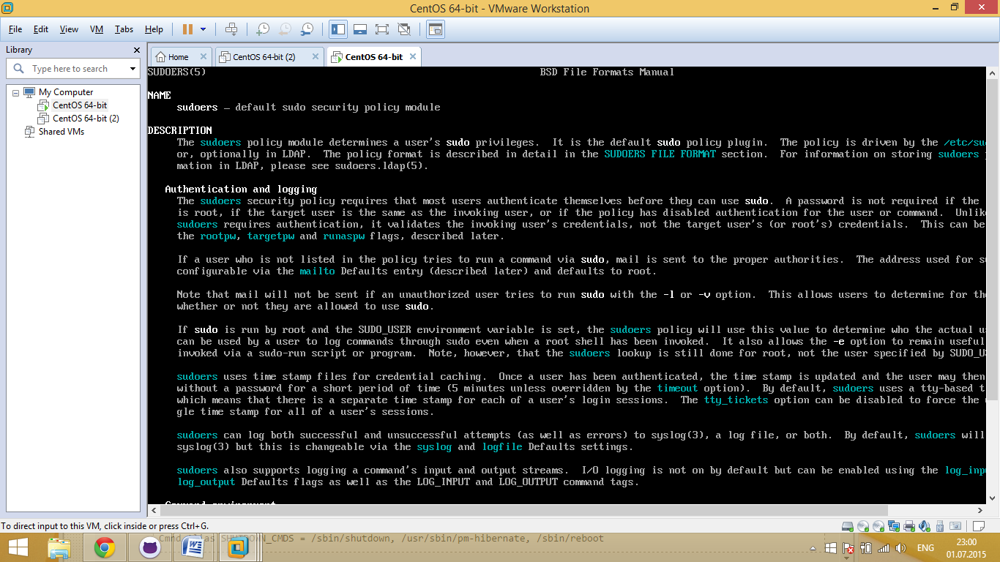 CentOS 64-bit - VMware Workstation
File Edit View VM Tabs Help
Library
Type here to search
My Computer
CentOS 64-bit
CentOS 64-bit (2)
Shared VMs
Home CentOS 64-bit (2) CentOS 64-bit
SUDOERS(5) BSD File Formats Manual
NAME
sudoers – default sudo security policy module
DESCRIPTION
The sudoers policy module determines a user's sudo privileges. It is the default sudo policy plugin. The policy is driven by the /etc/su
or, optionally in LDAP. The policy format is described in detail in the SUDOERS FILE FORMAT section. For information on storing sudoers
mation in LDAP, please see sudoers.ldap(5).
Authentication and logging
The sudoers security policy requires that most users authenticate themselves before they can use sudo. A password is not required if the
is root, if the target user is the same as the invoking user, or if the policy has disabled authentication for the user or command. Unlik
sudoers requires authentication, it validates the invoking user's credentials, not the target user's (or root's) credentials. This can be
the rootpw, targetpw and runaspw flags, described later.
If a user who is not listed in the policy tries to run a command via sudo, mail is sent to the proper authorities. The address used for s
configurable via the mailto Defaults entry (described later) and defaults to root.
Note that mail will not be sent if an unauthorized user tries to run sudo with the -l or -v option. This allows users to determine for th
whether or not they are allowed to use sudo.
If sudo is run by root and the SUDO_USER environment variable is set, the sudoers policy will use this value to determine who the actual u
can be used by a user to log commands through sudo even when a root shell has been invoked. It also allows the -e option to remain useful
invoked via a sudo-run script or program. Note, however, that the sudoers lookup is still done for root, not the user specified by SUDO_U
sudoers uses time stamp files for credential caching. Once a user has been authenticated, the time stamp is updated and the user may then
without a password for a short period of time (5 minutes unless overridden by the timeout option). By default, sudoers uses a tty-based t
which means that there is a separate time stamp for each of a user's login sessions. The tty_tickets option can be disabled to force the
gle time stamp for all of a user's sessions.
sudoers can log both successful and unsuccessful attempts (as well as errors) to syslog(3), a log file, or both. By default, sudoers will
syslog(3) but this is changeable via the syslog and logfile Defaults settings.
sudoers also supports logging a command's input and output streams. I/O logging is not on by default but can be enabled using the log_inp
log_output Defaults flags as well as the LOG_INPUT and LOG_OUTPUT command tags.
Command environment
To direct input to this VM, click inside or press Ctrl+G.
SHUTDOWN_CMDS = /sbin/shutdown, /usr/sbin/pm-hibernate, /sbin/reboot
ENG
23:00
01.07.2015